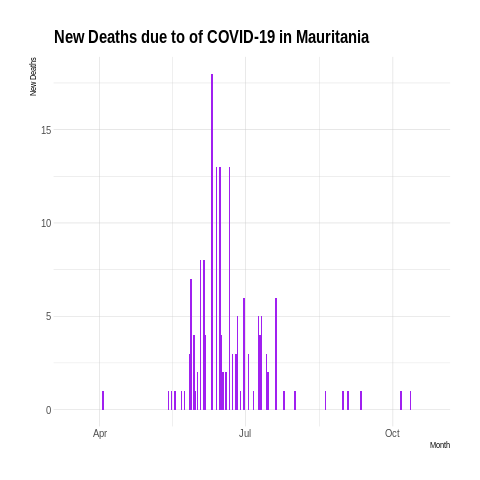 New Deaths due to of COVID-19 in Mauritania
New Deaths
15
10
5
0
Apr Jul Oct
Month